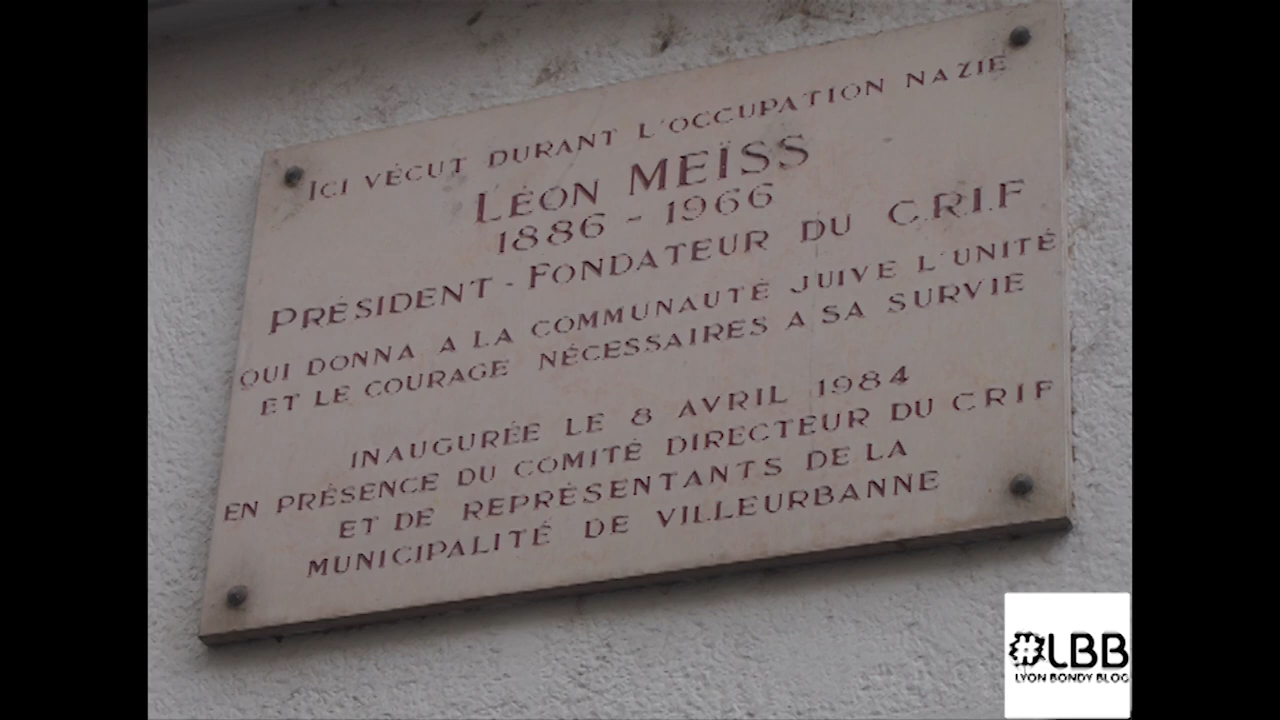 ICI VÉCUT DURANT L'OCCUPATION NAZIE
LÉON MEÏSS
1886 - 1966
PRÉSIDENT - FONDATEUR DU C.R.I.F
QUI DONNA A LA COMMUNAUTÉ JUIVE L'UNITÉ
ET LE COURAGE NÉCESSAIRES A SA SURVIE
INAUGURÉE LE 8 AVRIL 1984
EN PRÉSENCE DU COMITÉ DIRECTEUR DU CRIF
ET DE REPRÉSENTANTS DE LA
MUNICIPALITÉ DE VILLEURBANNE
#LBB
LYON BONDY BLOG